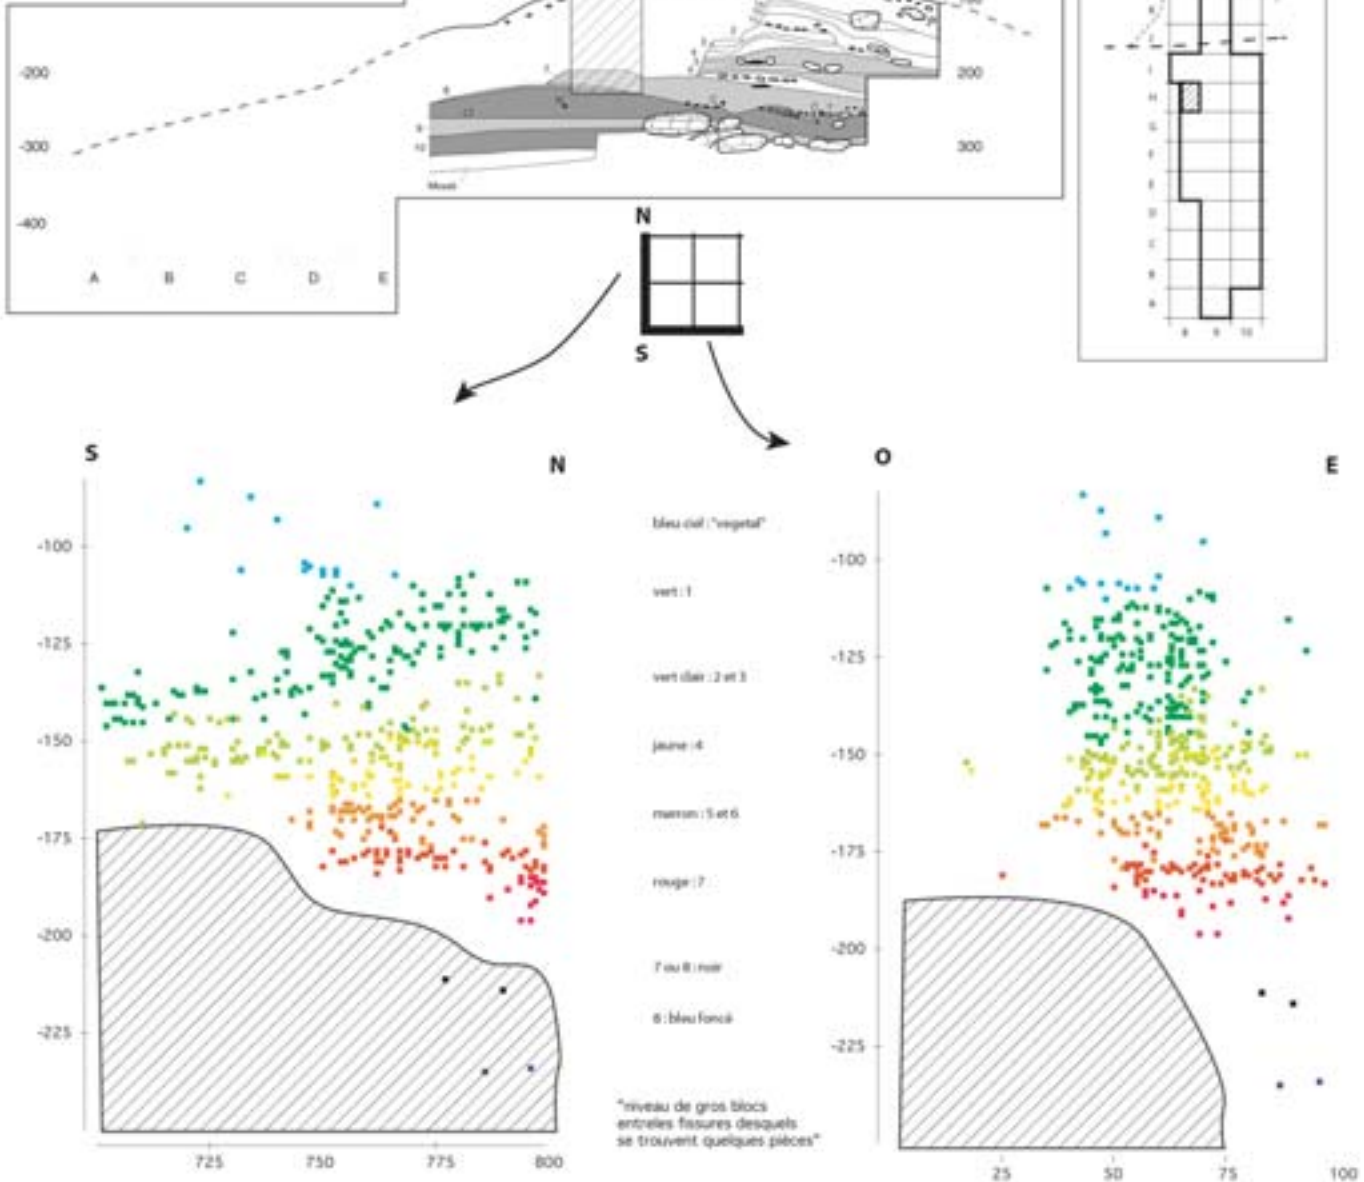 -200
-300
-400
A B C D E
200
300
N
S
S
N
-100
-125
-150
-175
-200
-225
725 750 775 800
bleu ciel : "vegetal"
vert : 1
vert clair : 2 et 3
jaune : 4
marron : 5 et 6
rouge : 7
7 ou 8 : noir
6 : bleu foncé
"niveau de gros blocs
entreles fissures desquels
se trouvent quelques pièces"
O
E
-100
-125
-150
-175
-200
-225
25 50 75 100